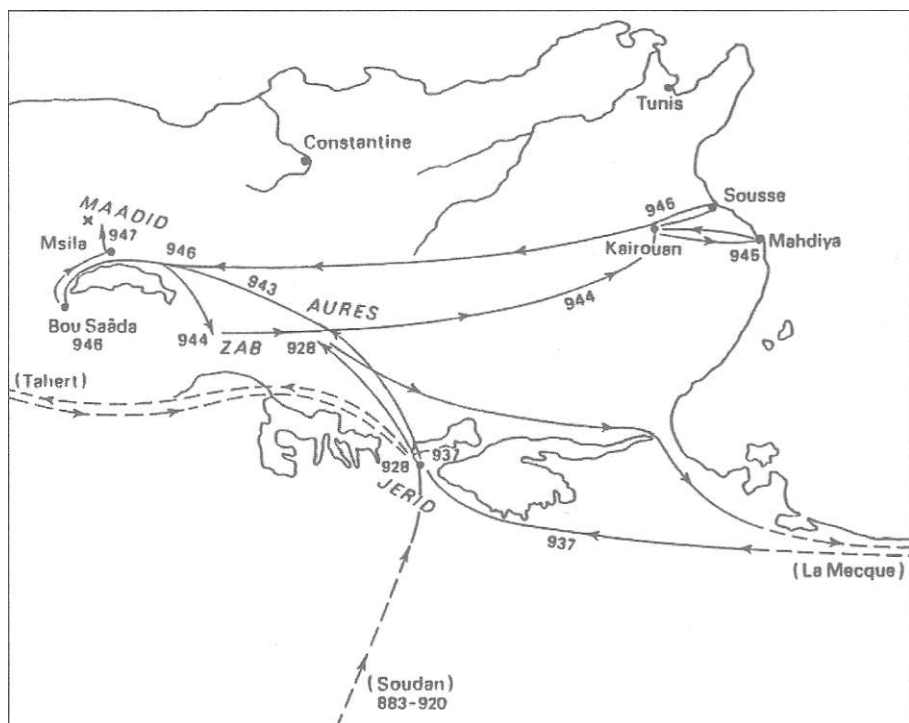 Tunis
Constantine
MAADID
947
Msila
946
Sousse
946
Kairouan
Mahdiya
945
943
AURES
944
Bou Saâda
946
944
ZAB
928
(Tahert)
937
928
JERID
937
(La Mecque)
(Soudan)
883-920